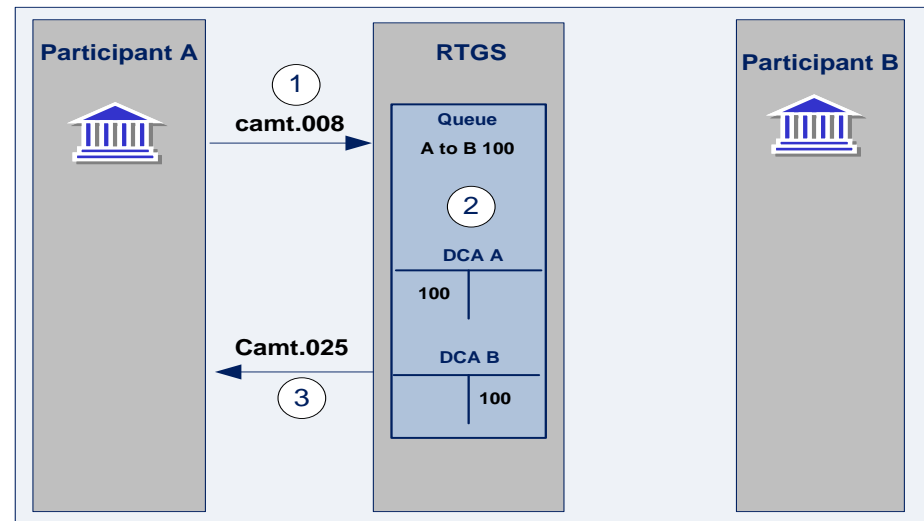 Participant A
1
camt.008
Camt.025
3
RTGS
Queue
A to B 100
2
DCA A
100
DCA B
100
Participant B